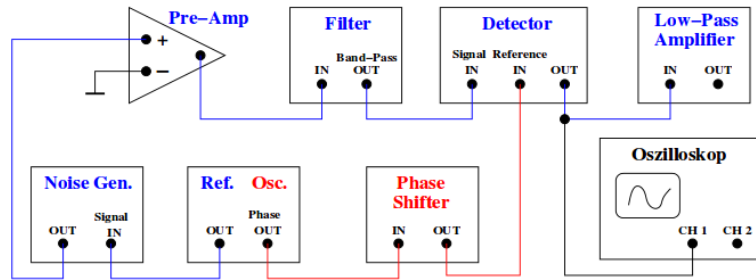 Pre-Amp
+
-
Filter
Band-Pass
IN OUT
Detector
Signal Reference
IN IN OUT
Low-Pass
Amplifier
IN OUT
Noise Gen.
Signal
OUT IN
Ref. Osc.
Phase
OUT OUT
Phase
Shifter
IN OUT
Oszilloskop
CH 1 CH 2